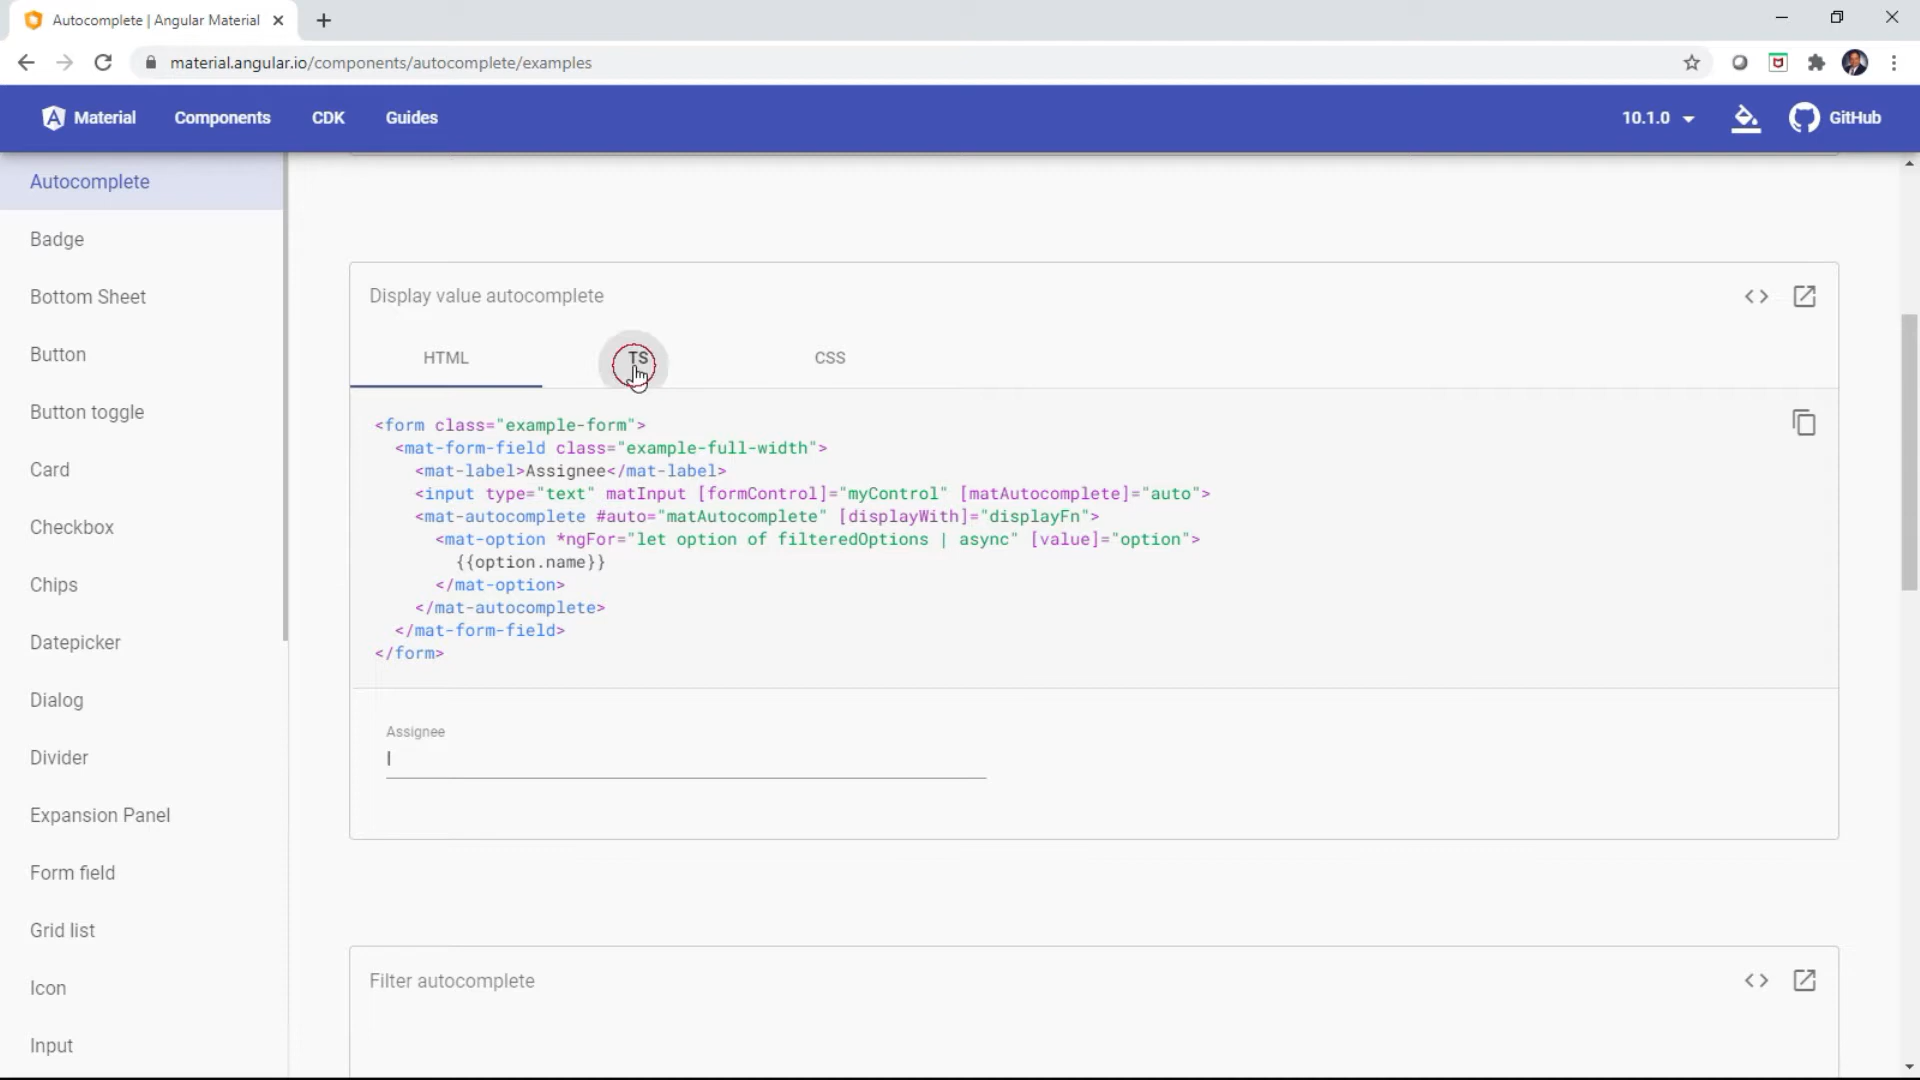 Autocomplete | Angular Material
material.angular.io/components/autocomplete/examples
Material Components CDK Guides 10.1.0 GitHub
Autocomplete
Badge
Bottom Sheet
Button
Button toggle
Card
Checkbox
Chips
Datepicker
Dialog
Divider
Expansion Panel
Form field
Grid list
Icon
Input
Display value autocomplete
HTML TS CSS
<form class="example-form">
<mat-form-field class="example-full-width">
<mat-label>Assignee</mat-label>
<input type="text" matInput [formControl]="myControl" [matAutocomplete]="auto">
<mat-autocomplete #auto="matAutocomplete" [displayWith]="displayFn">
<mat-option *ngFor="let option of filteredOptions | async" [value]="option">
{{option.name}}
</mat-option>
</mat-autocomplete>
</mat-form-field>
</form>
Assignee
Filter autocomplete